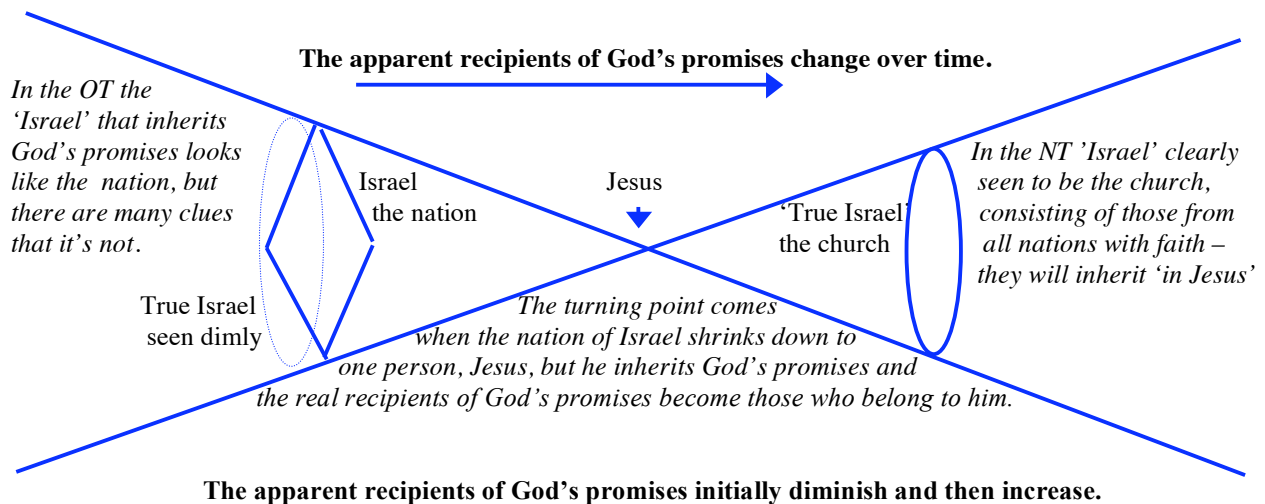 The apparent recipients of God’s promises change over time.
In the OT the
‘Israel’ that inherits
God’s promises looks
like the nation, but
there are many clues
that it’s not.
Israel
the nation
True Israel
seen dimly
Jesus
‘True Israel’
the church
In the NT ’Israel’ clearly
seen to be the church,
consisting of those from
all nations with faith –
they will inherit ‘in Jesus’
The turning point comes
when the nation of Israel shrinks down to
one person, Jesus, but he inherits God’s promises and
the real recipients of God’s promises become those who belong to him.
The apparent recipients of God’s promises initially diminish and then increase.